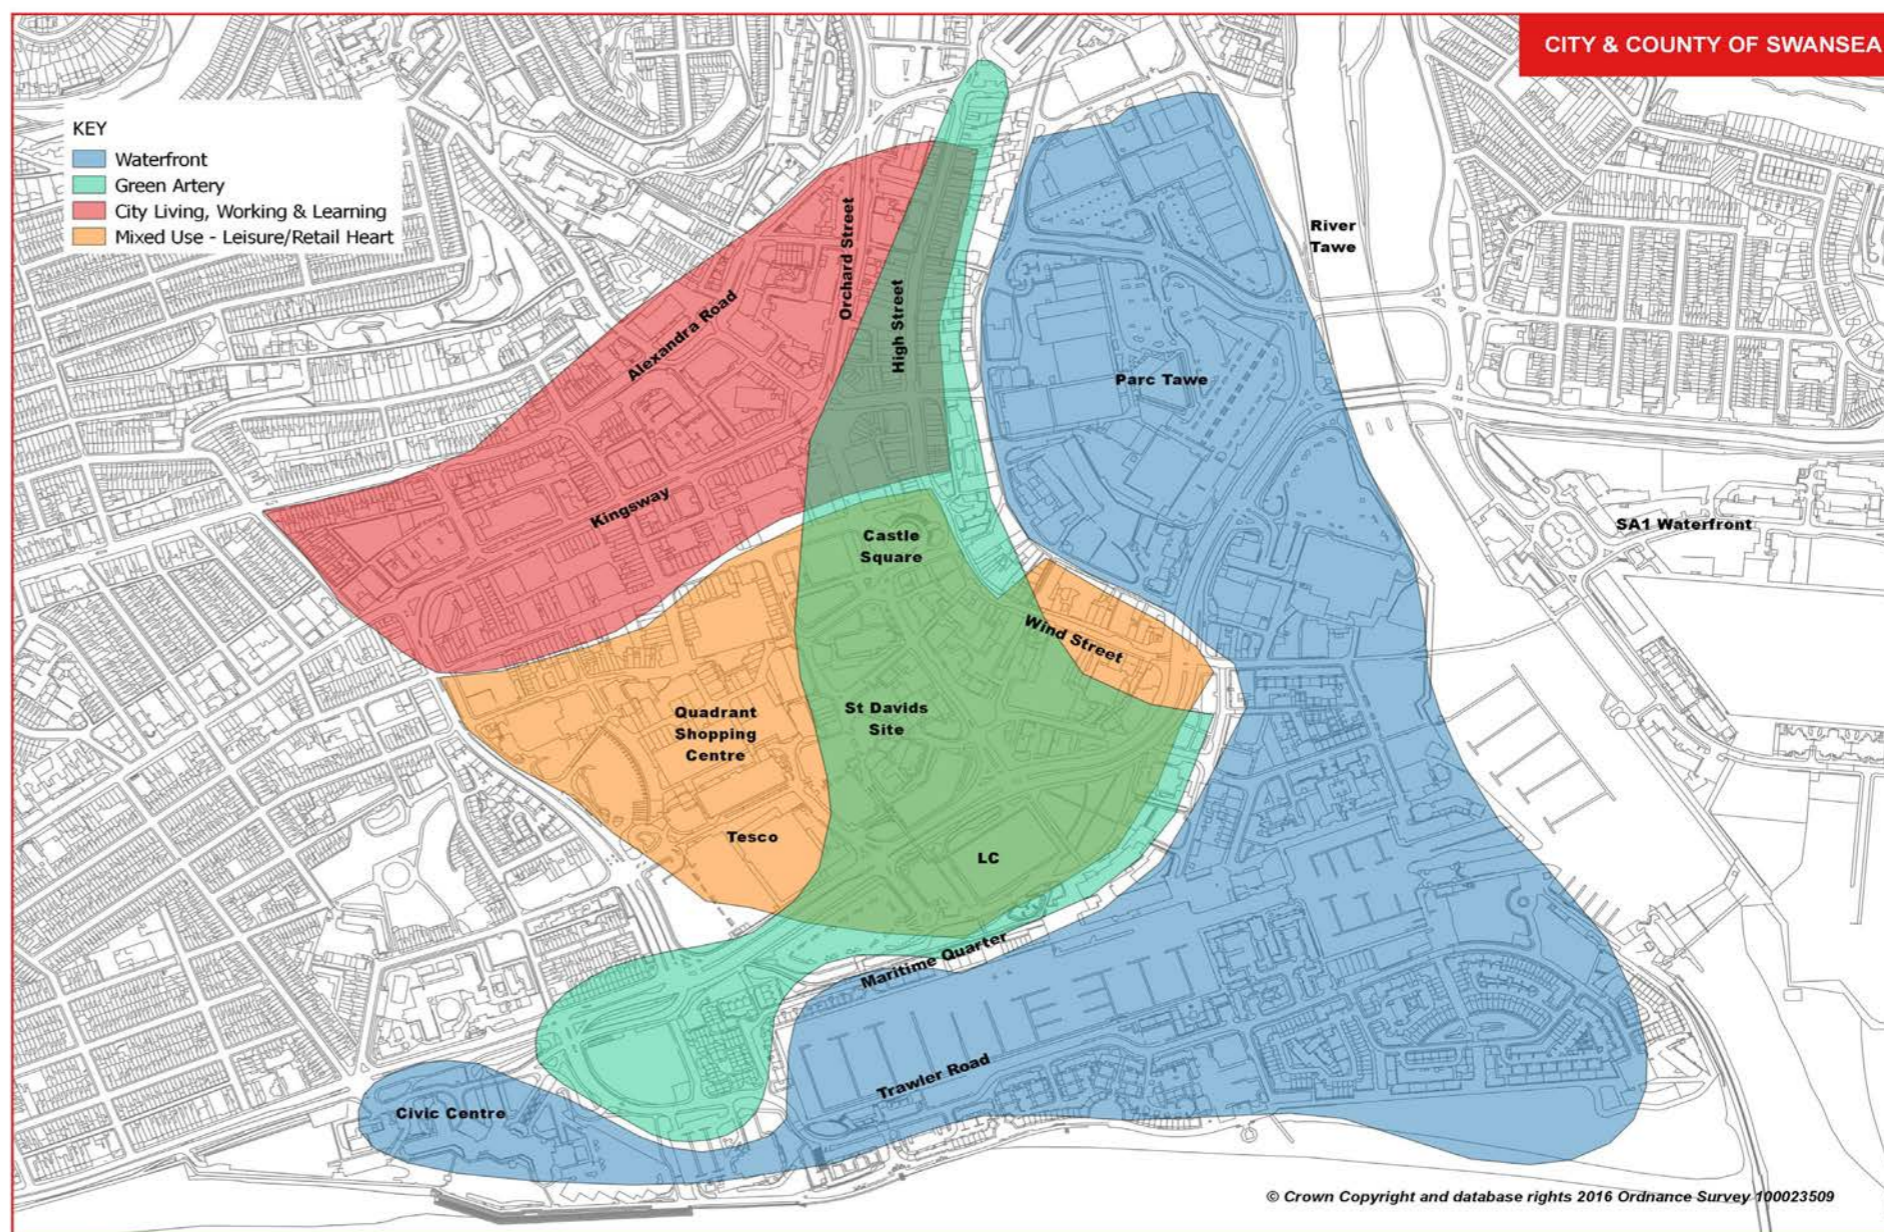 CITY & COUNTY OF SWANSEA
KEY
Waterfront
Green Artery
City Living, Working & Learning
Mixed Use - Leisure/Retail Heart
River
Tawe
Orchard Street
Alexandra Road
High Street
Parc Tawe
Kingsway
SA1 Waterfront
Castle
Square
Wind Street
Quadrant
Shopping
Centre
St Davids
Site
Tesco
LC
Maritime Quarter
Trawler Road
Civic Centre
© Crown Copyright and database rights 2016 Ordnance Survey 100023509